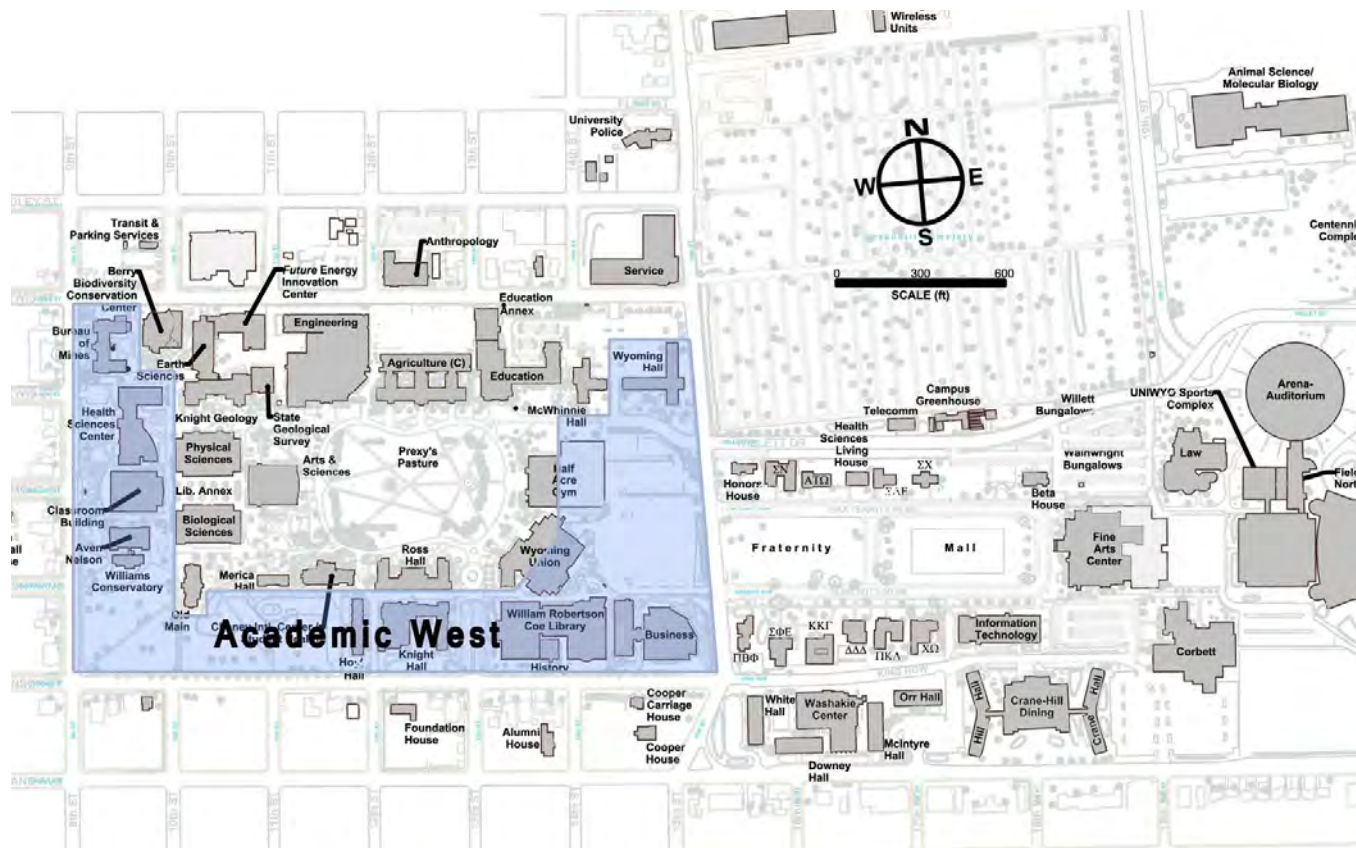 Wireless
Units
Animal Science/
Molecular Biology
University
Police
N
W
E
S
Transit &
Parking Services
Anthropology
Berry
Biodiversity
Conservation
Center
Future Energy
Innovation
Center
Service
0
300
600
SCALE (ft)
Education
Annex
Bureau
of
Mines
Engineering
Wyoming
Hall
Earth
Sciences
Agriculture (C)
Education
Arena-
Auditorium
UNIWYO Sports
Complex
Campus
Greenhouse
Willett
Bungalows
Telecomm
Health
Sciences
Center
Knight Geology
State
Geological
Survey
McWhinnie
Hall
Health
Sciences
Living
House
Physical
Sciences
Arts &
Sciences
Prexy's
Pasture
Law
Wainwright
Bungalows
Half
Acre
Gym
Honors
House
ΣΝ
ΑΤΩ
ΣΑΕ
ΣΧ
Beta
House
Field
North
Lib. Annex
Classroom
Building
Biological
Sciences
Aven
Nelson
Williams
Conservatory
Ross
Hall
Wyoming
Union
Fraternity
Mall
Fine
Arts
Center
Merica
Hall
Old
Main
Academic West
Knight
Hall
William Robertson
Coe Library
History
Business
ΠΒΦ
ΣΦΕ
ΚΚΓ
ΔΔΔ
ΧΩ
Information
Technology
Corbett
Cooper
Carriage
House
White
Hall
Washakie
Center
Orr Hall
Hill
Hall
Crane-Hill
Dining
Hall
Crane
Foundation
House
Alumni
House
Cooper
House
McIntyre
Hall
Downey
Hall